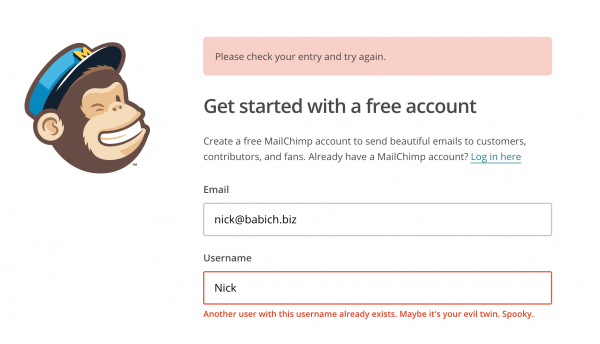 Please check your entry and try again.
Get started with a free account
Create a free MailChimp account to send beautiful emails to customers,
contributors, and fans. Already have a MailChimp account? Log in here
Email
nick@babich.biz
Username
Nick
Another user with this username already exists. Maybe it's your evil twin. Spooky.